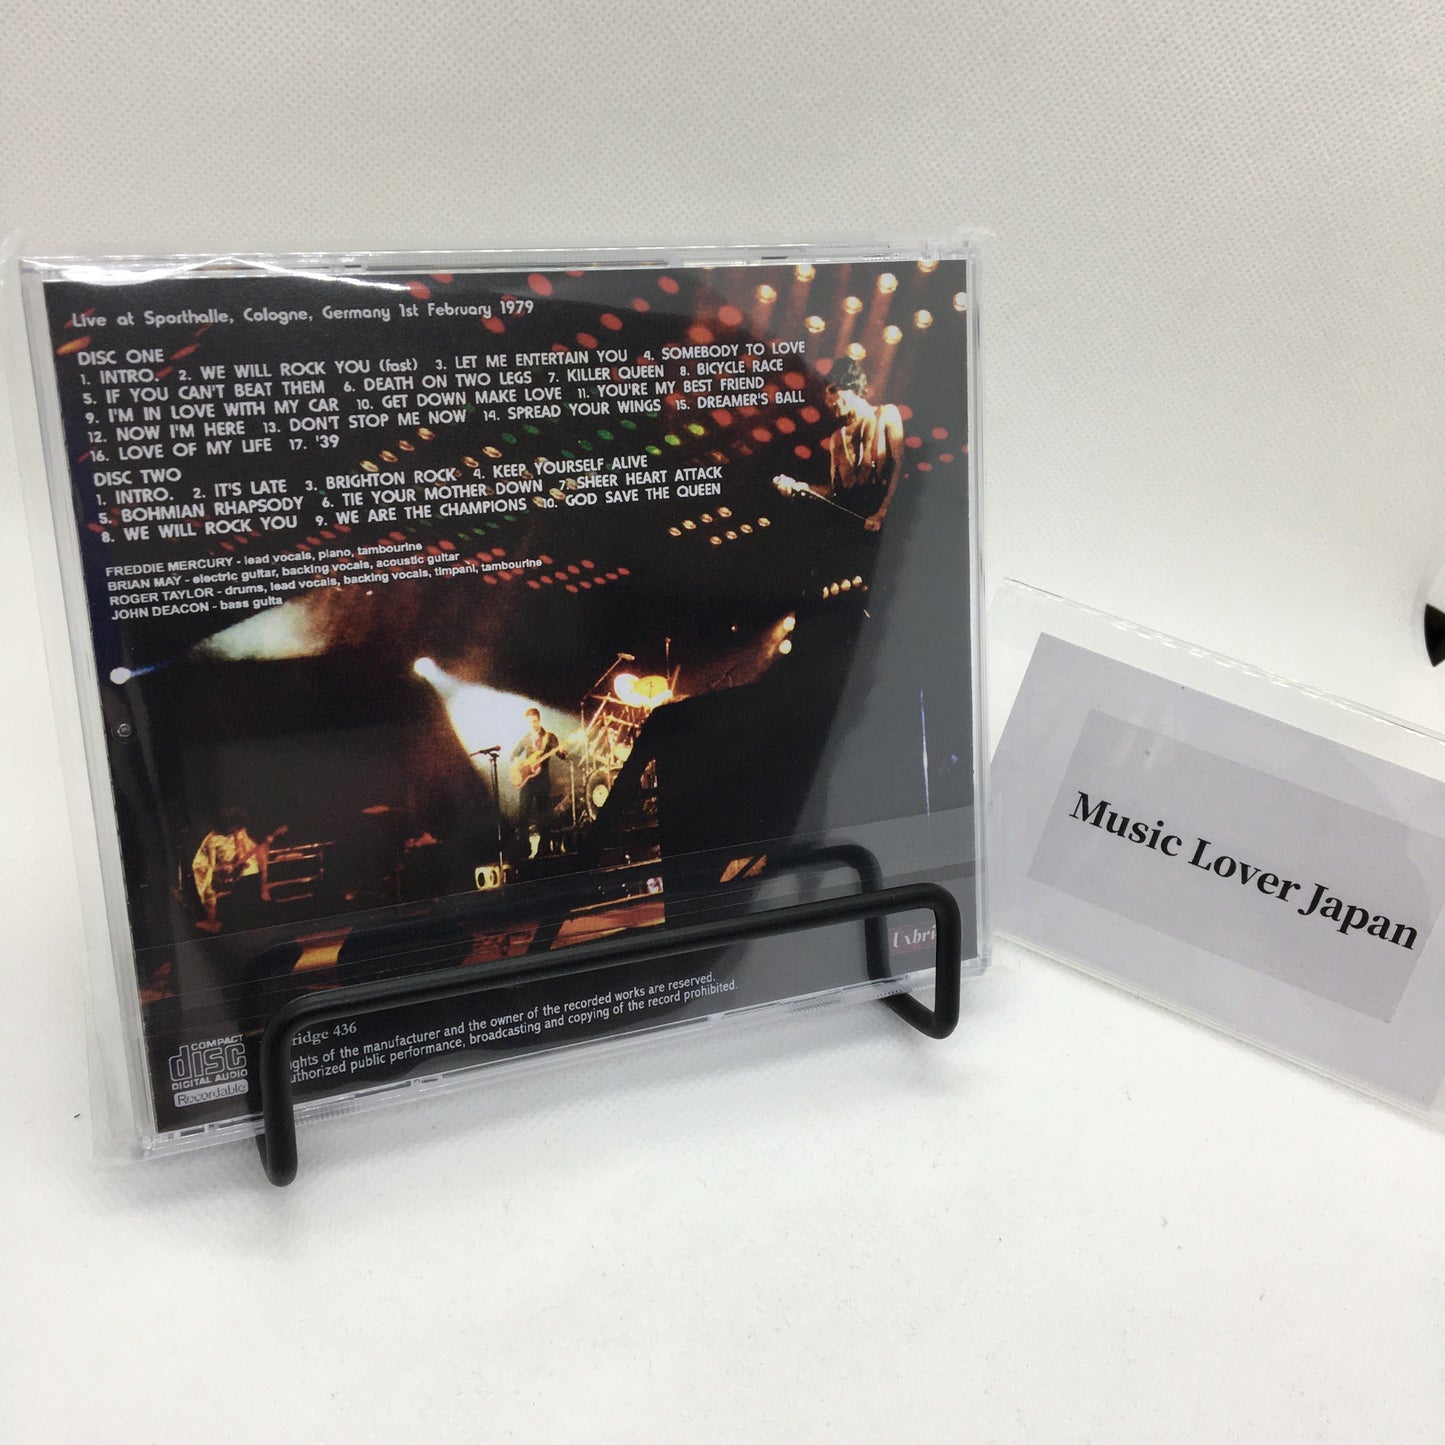 Live at Sporthalle, Cologne, Germany 1st February 1979
DISC ONE
1. INTRO. 2. WE WILL ROCK YOU (fast) 3. LET ME ENTERTAIN YOU 4. SOMEBODY TO LOVE
5. IF YOU CAN'T BEAT THEM 6. DEATH ON TWO LEGS 7. KILLER QUEEN 8. BICYCLE RACE
9. I'M IN LOVE WITH MY CAR 10. GET DOWN MAKE LOVE 11. YOU'RE MY BEST FRIEND
12. NOW I'M HERE 13. DON'T STOP ME NOW 14. SPREAD YOUR WINGS 15. DREAMER'S BALL
16. LOVE OF MY LIFE 17. '39
DISC TWO
1. INTRO. 2. IT'S LATE 3. BRIGHTON ROCK 4. KEEP YOURSELF ALIVE
5. BOHMIAN RHAPSODY 6. TIE YOUR MOTHER DOWN 7. SHEER HEART ATTACK
8. WE WILL ROCK YOU 9. WE ARE THE CHAMPIONS 10. GOD SAVE THE QUEEN
FREDDIE MERCURY - lead vocals, piano, tambourine
BRIAN MAY - electric guitar, backing vocals, acoustic guitar
ROGER TAYLOR - drums, lead vocals, backing vocals, timpani, tambourine
JOHN DEACON - bass guita
Uxbri
ridge 436
ights of the manufacturer and the owner of the recorded works are reserved.
uthorized public performance, broadcasting and copying of the record prohibited.
COMPACT
disc
DIGITAL AUDIO
Recordable
Music Lover Japan